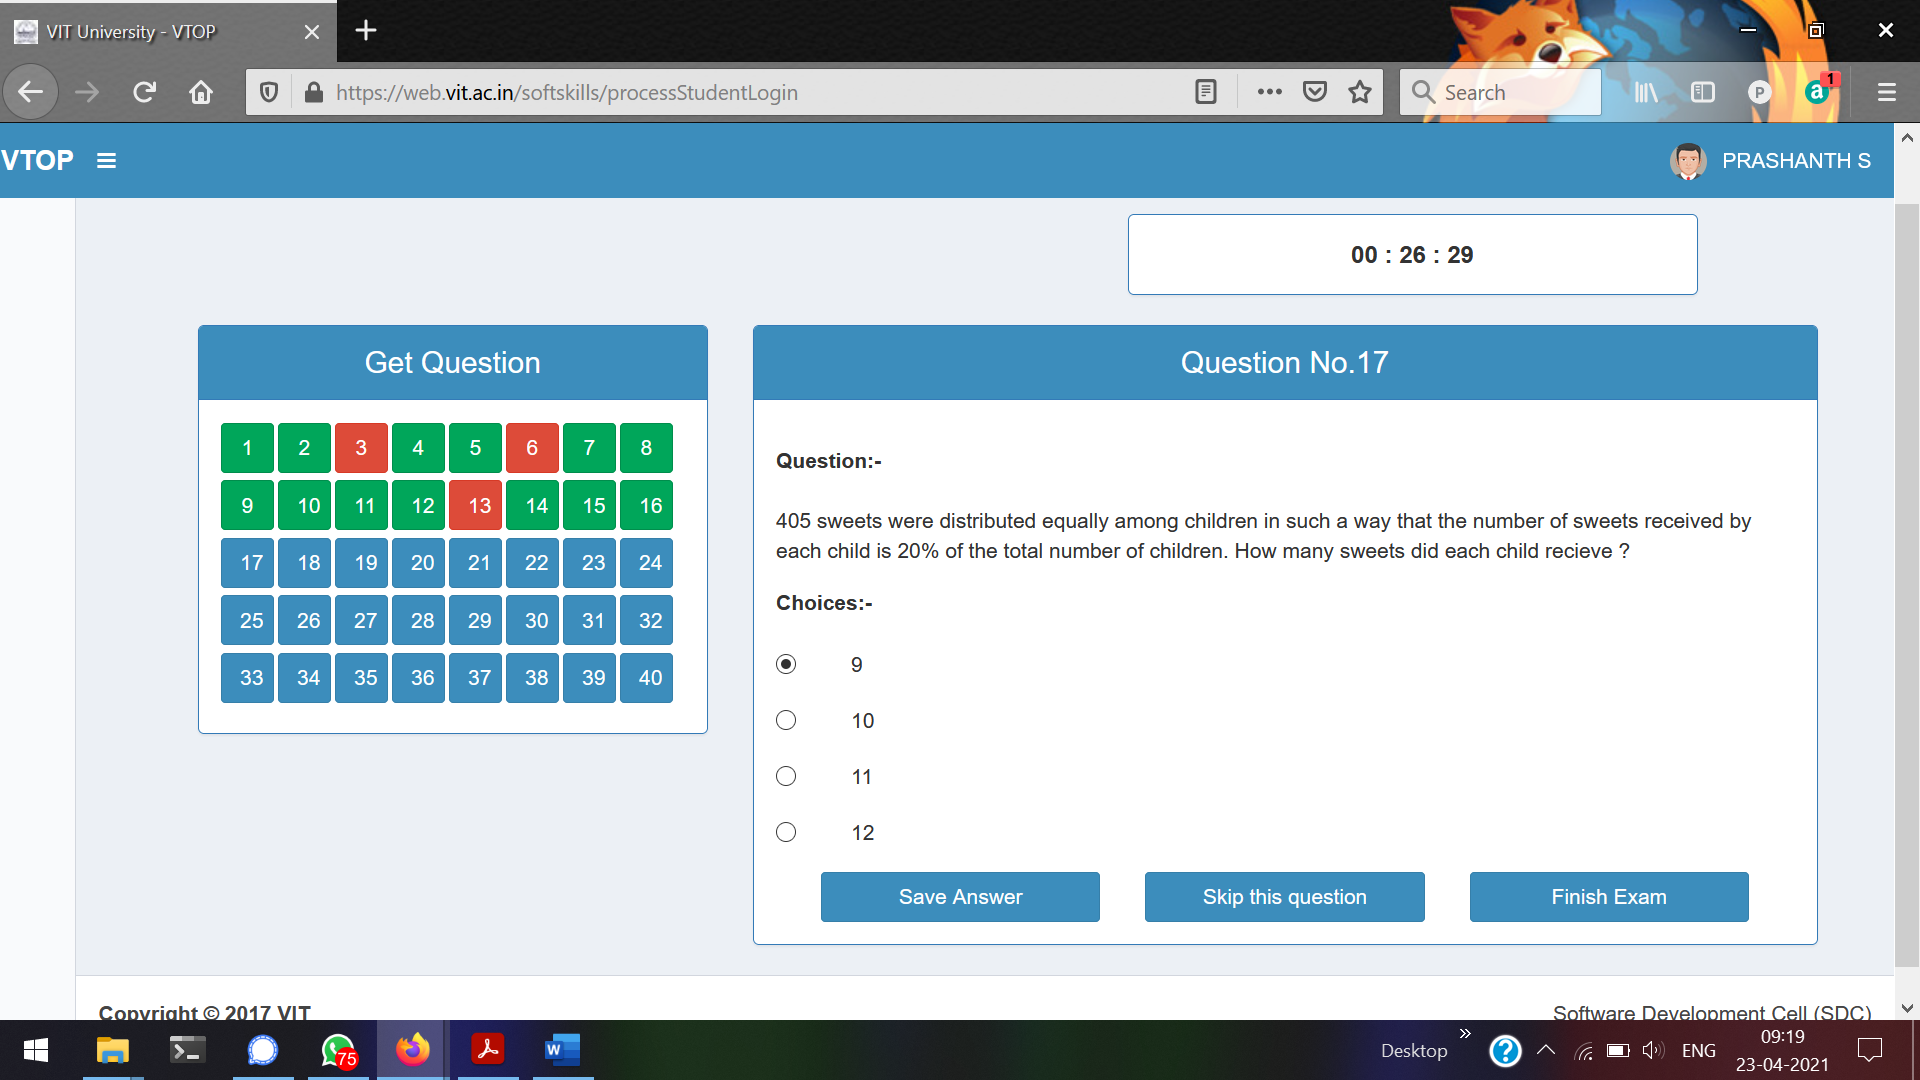 VIT University - VTOP
https://web.vit.ac.in/softskills/processStudentLogin
Search
P
a
1
VTOP
PRASHANTH S
00 : 26 : 29
Get Question
1 2 3 4 5 6 7 8
9 10 11 12 13 14 15 16
17 18 19 20 21 22 23 24
25 26 27 28 29 30 31 32
33 34 35 36 37 38 39 40
Question No.17
Question:-
405 sweets were distributed equally among children in such a way that the number of sweets received by
each child is 20% of the total number of children. How many sweets did each child recieve ?
Choices:-
9
10
11
12
Save Answer
Skip this question
Finish Exam
Copyright © 2017 VIT
Software Development Cell (SDC)
75
W
Desktop
ENG
09:19
23-04-2021